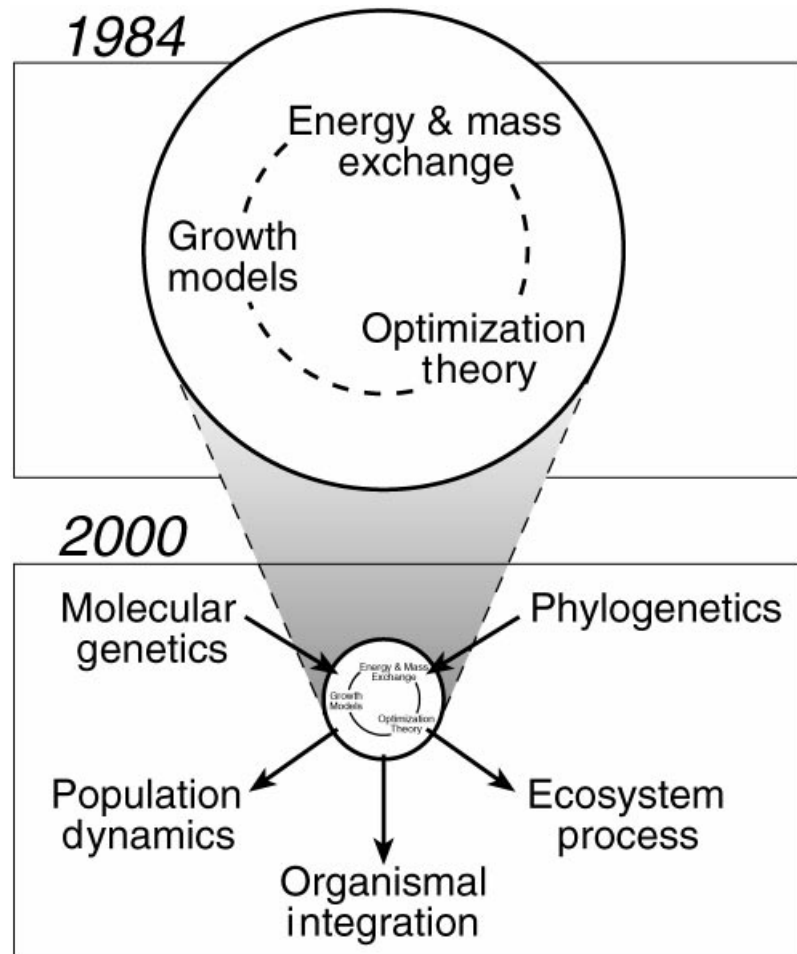 1984
Energy & mass
exchange
Growth
models
Optimization
theory
2000
Molecular
genetics
Phylogenetics
Energy & Mass
Exchange
Growth
Models
Optimization
Theory
Population
dynamics
Ecosystem
process
Organismal
integration